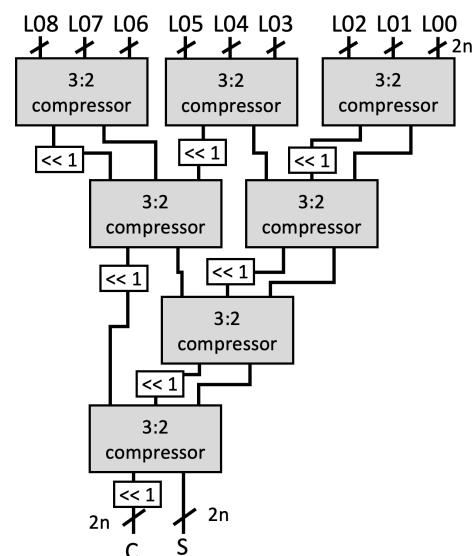 L08 L07 L06 L05 L04 L03 L02 L01 L00
2n
3:2 compressor
3:2 compressor
3:2 compressor
<< 1
<< 1
<< 1
3:2 compressor
3:2 compressor
<< 1
<< 1
3:2 compressor
<< 1
3:2 compressor
<< 1
2n
2n
C S